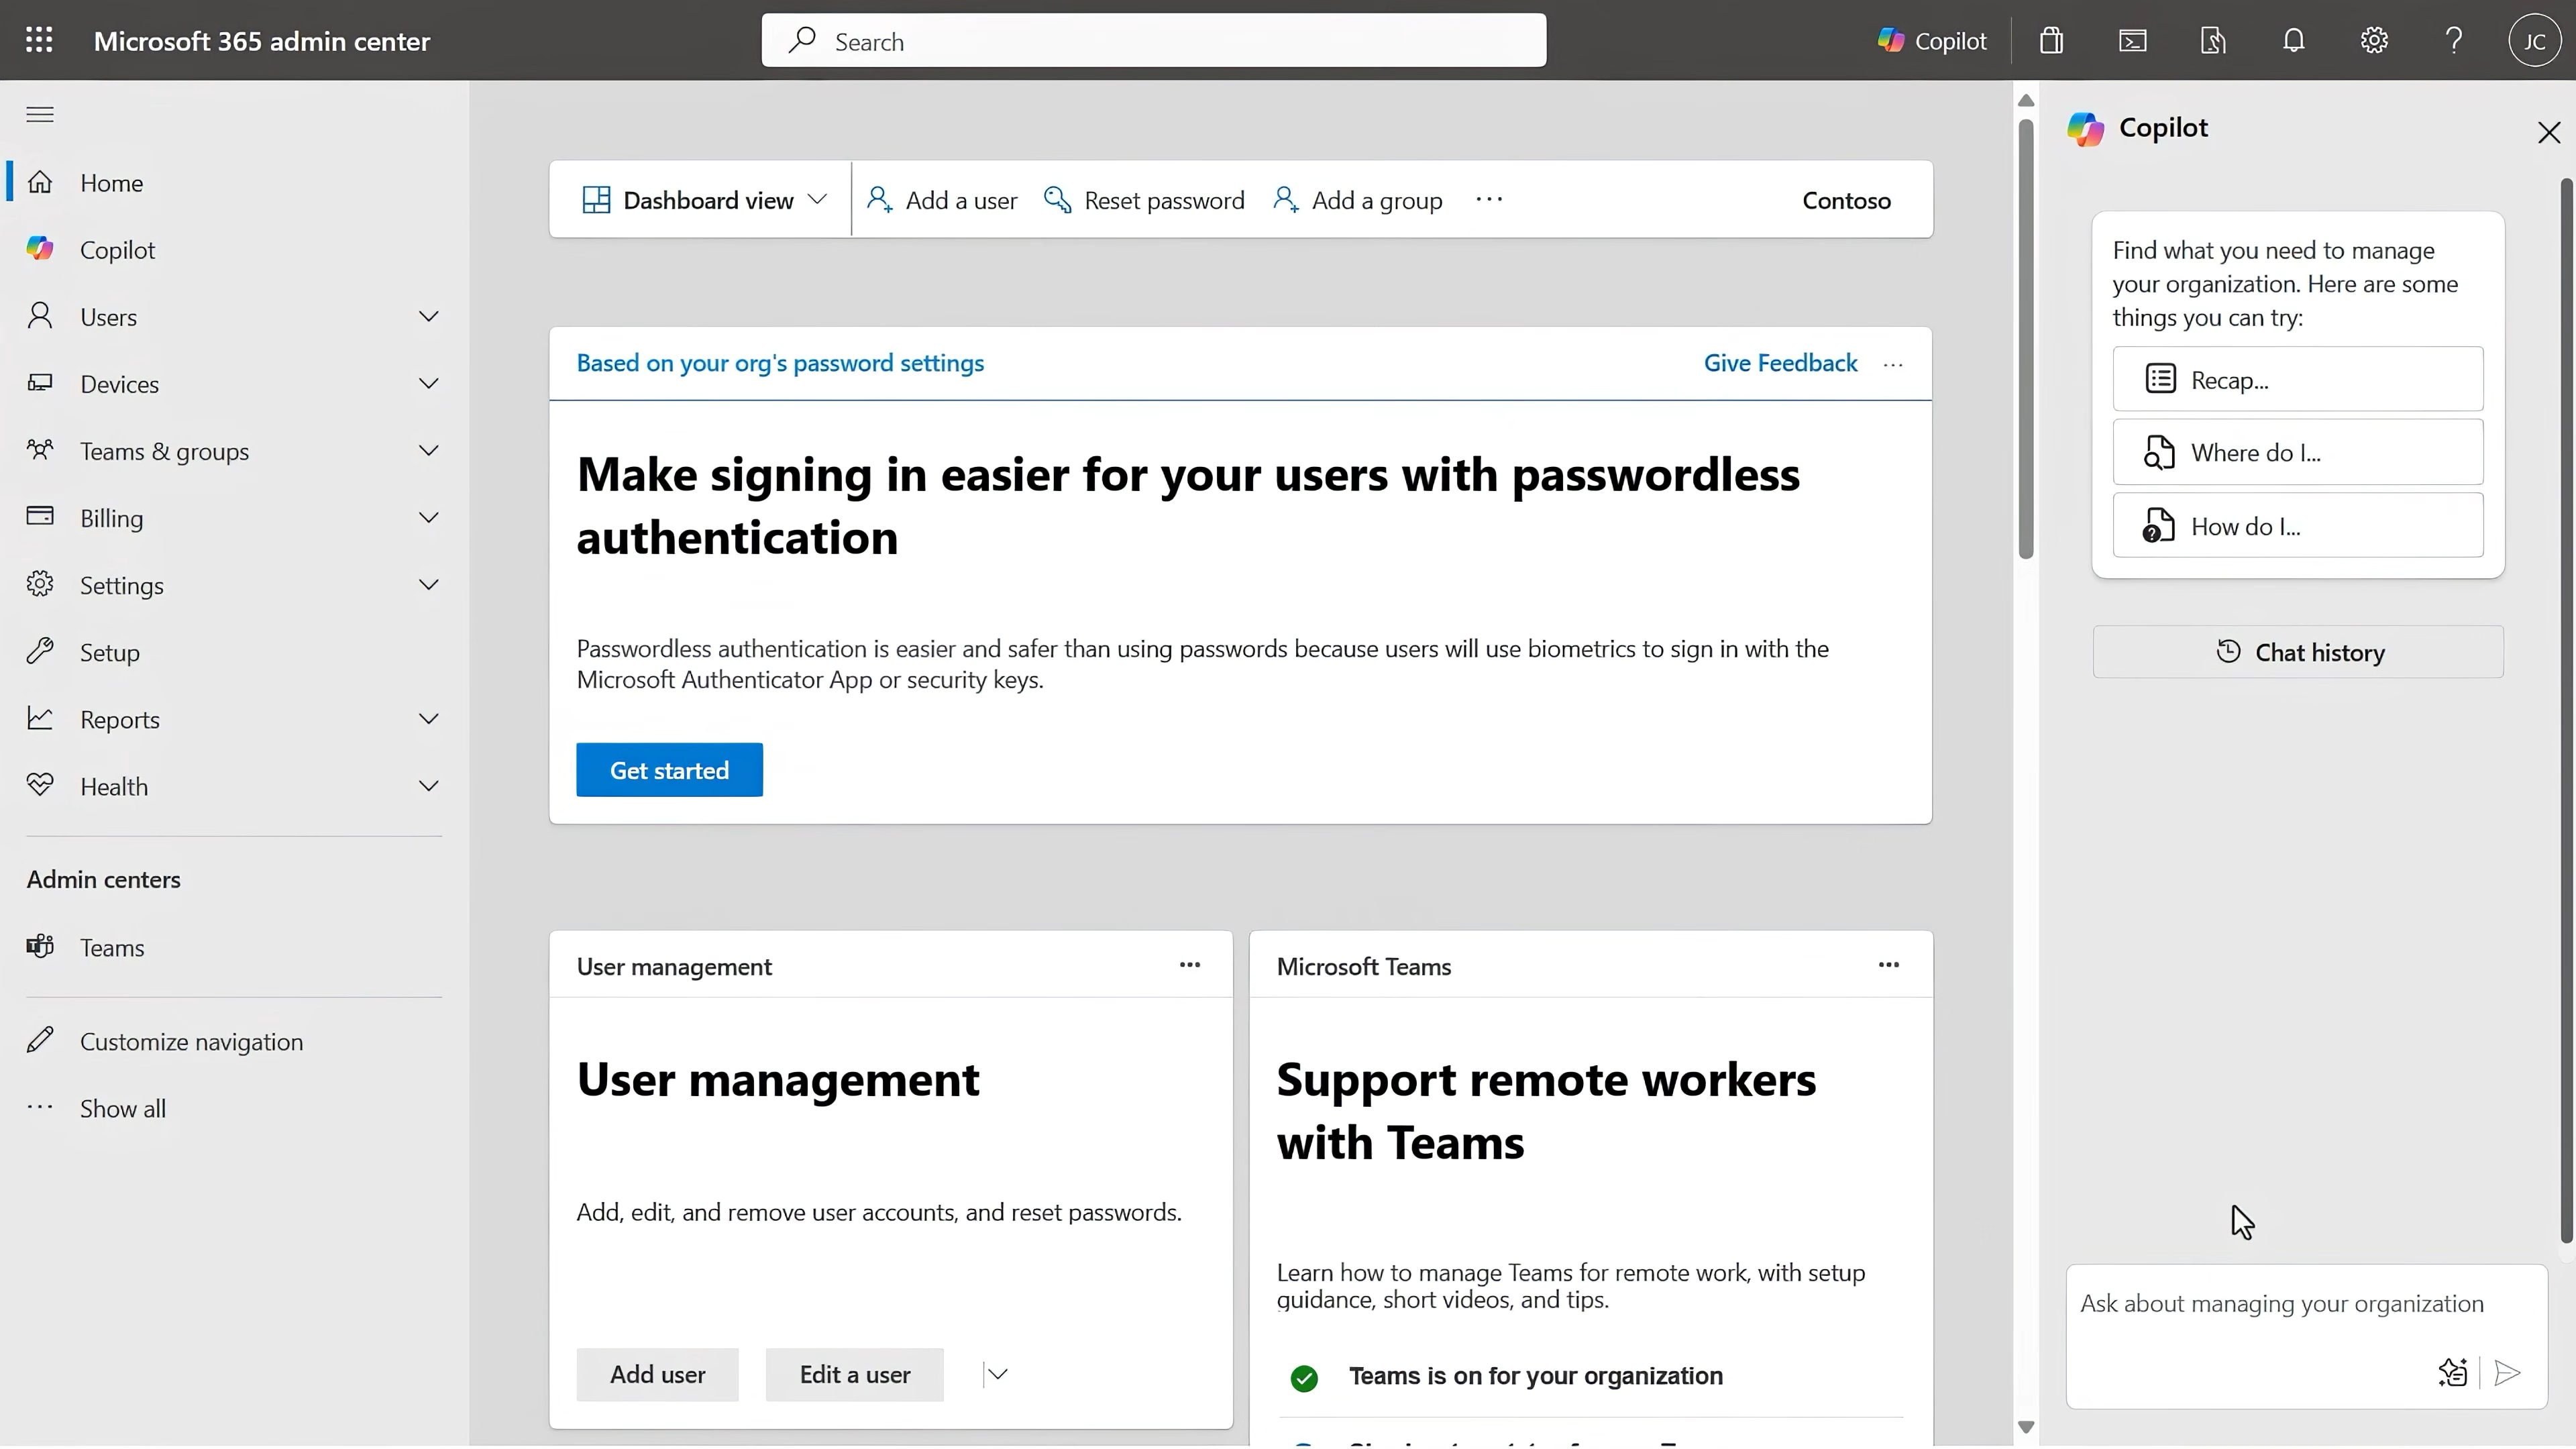 Microsoft 365 admin center
Search
Copilot
JC
Home
Copilot
Users
Devices
Teams & groups
Billing
Settings
Setup
Reports
Health
Admin centers
Teams
Customize navigation
Show all
Dashboard view
Add a user
Reset password
Add a group
Contoso
Based on your org's password settings
Give Feedback
Make signing in easier for your users with passwordless
authentication
Passwordless authentication is easier and safer than using passwords because users will use biometrics to sign in with the
Microsoft Authenticator App or security keys.
Get started
User management
User management
Add, edit, and remove user accounts, and reset passwords.
Add user
Edit a user
Microsoft Teams
Support remote workers
with Teams
Learn how to manage Teams for remote work, with setup
guidance, short videos, and tips.
Teams is on for your organization
Copilot
Find what you need to manage
your organization. Here are some
things you can try:
Recap...
Where do I...
How do I...
Chat history
Ask about managing your organization